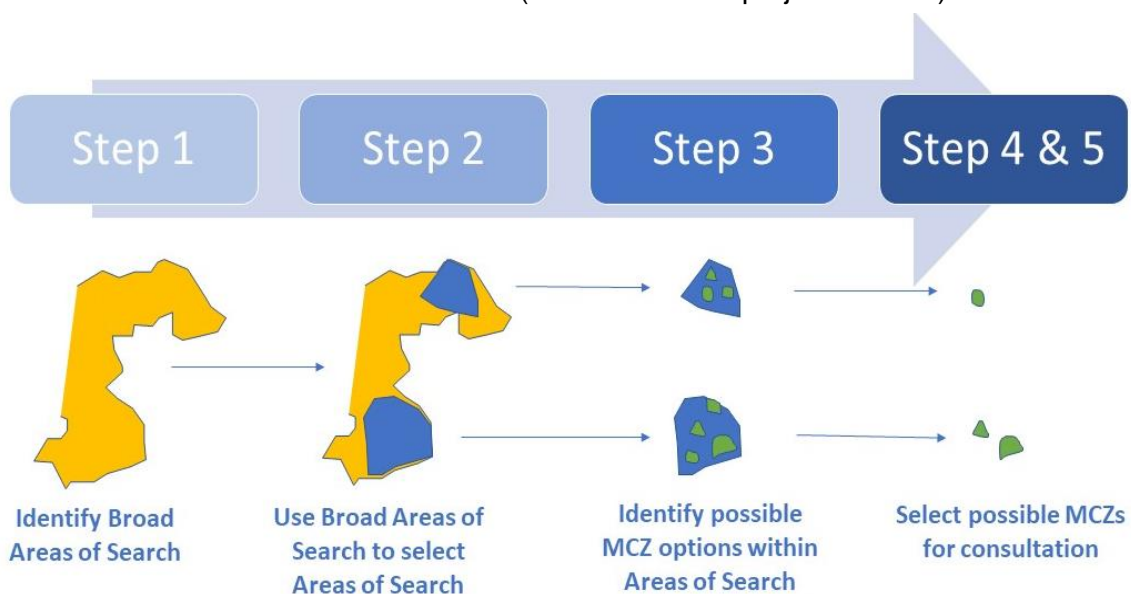 Step 1
Step 2
Step 3
Step 4 & 5
Identify Broad
Areas of Search
Use Broad Areas of
Search to select
Areas of Search
Identify possible
MCZ options within
Areas of Search
Select possible MCZs
for consultation